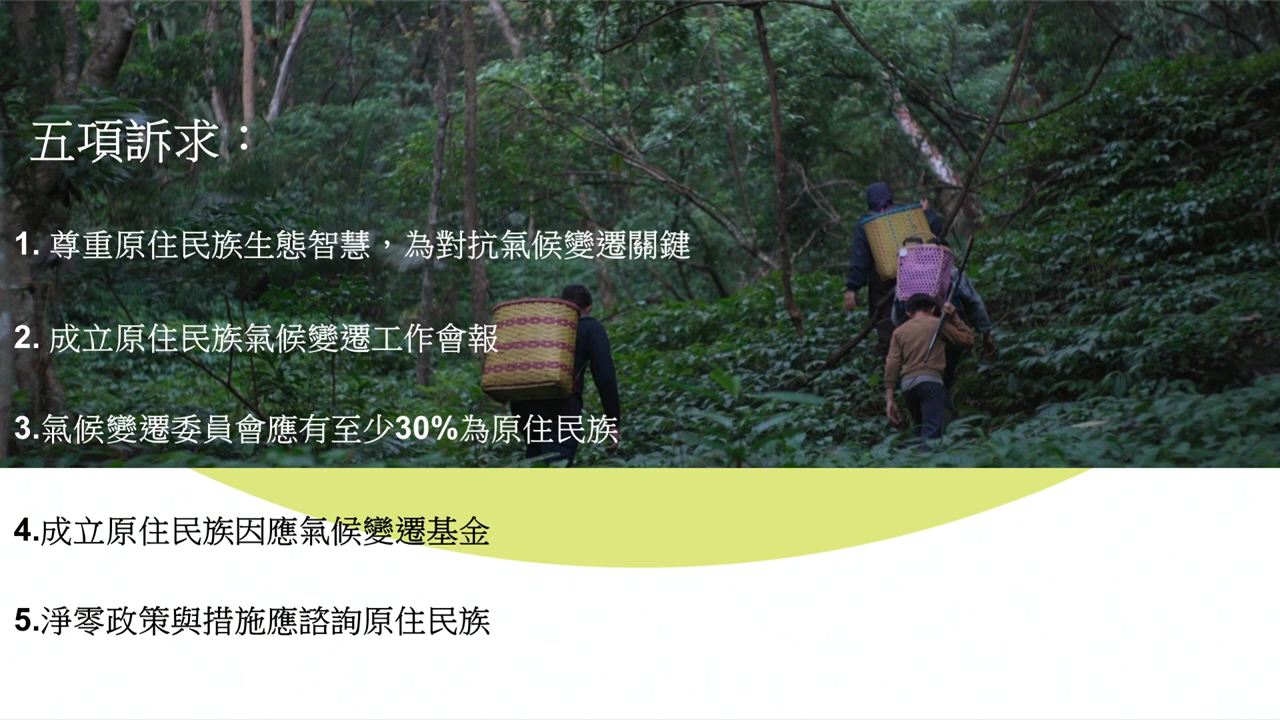 五項訴求：
1. 尊重原住民族生態智慧，為對抗氣候變遷關鍵
2. 成立原住民族氣候變遷工作會報
3.氣候變遷委員會應有至少30%為原住民族
4.成立原住民族因應氣候變遷基金
5.淨零政策與措施應諮詢原住民族